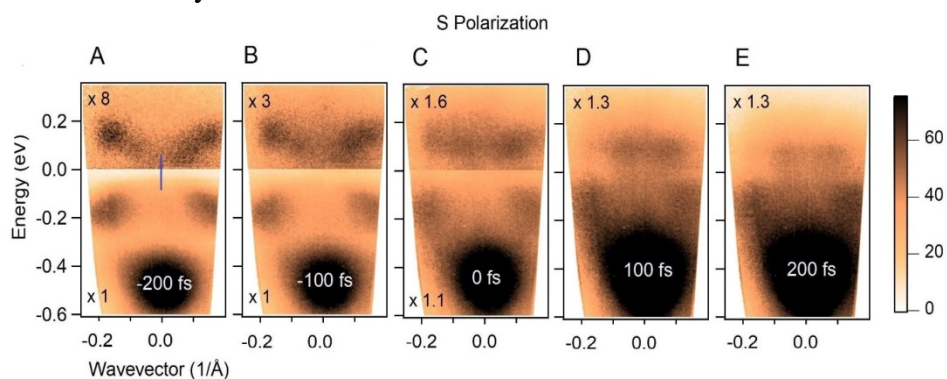 S Polarization
A B C D E
x 8 x 3 x 1.6 x 1.3 x 1.3
0.2
0.0
-0.2
-0.4
-0.6
Energy (eV)
60
40
20
0
-200 fs -100 fs 0 fs 100 fs 200 fs
x 1 x 1 x 1.1
-0.2 0.0 -0.2 0.0 -0.2 0.0 -0.2 0.0 -0.2 0.0
Wavevector (1/Å)